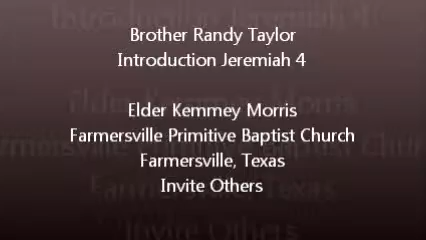 Brother Randy Taylor
Introduction Jeremiah 4
Elder Kemmey Morris
Farmersville Primitive Baptist Church
Farmersville, Texas
Invite Others